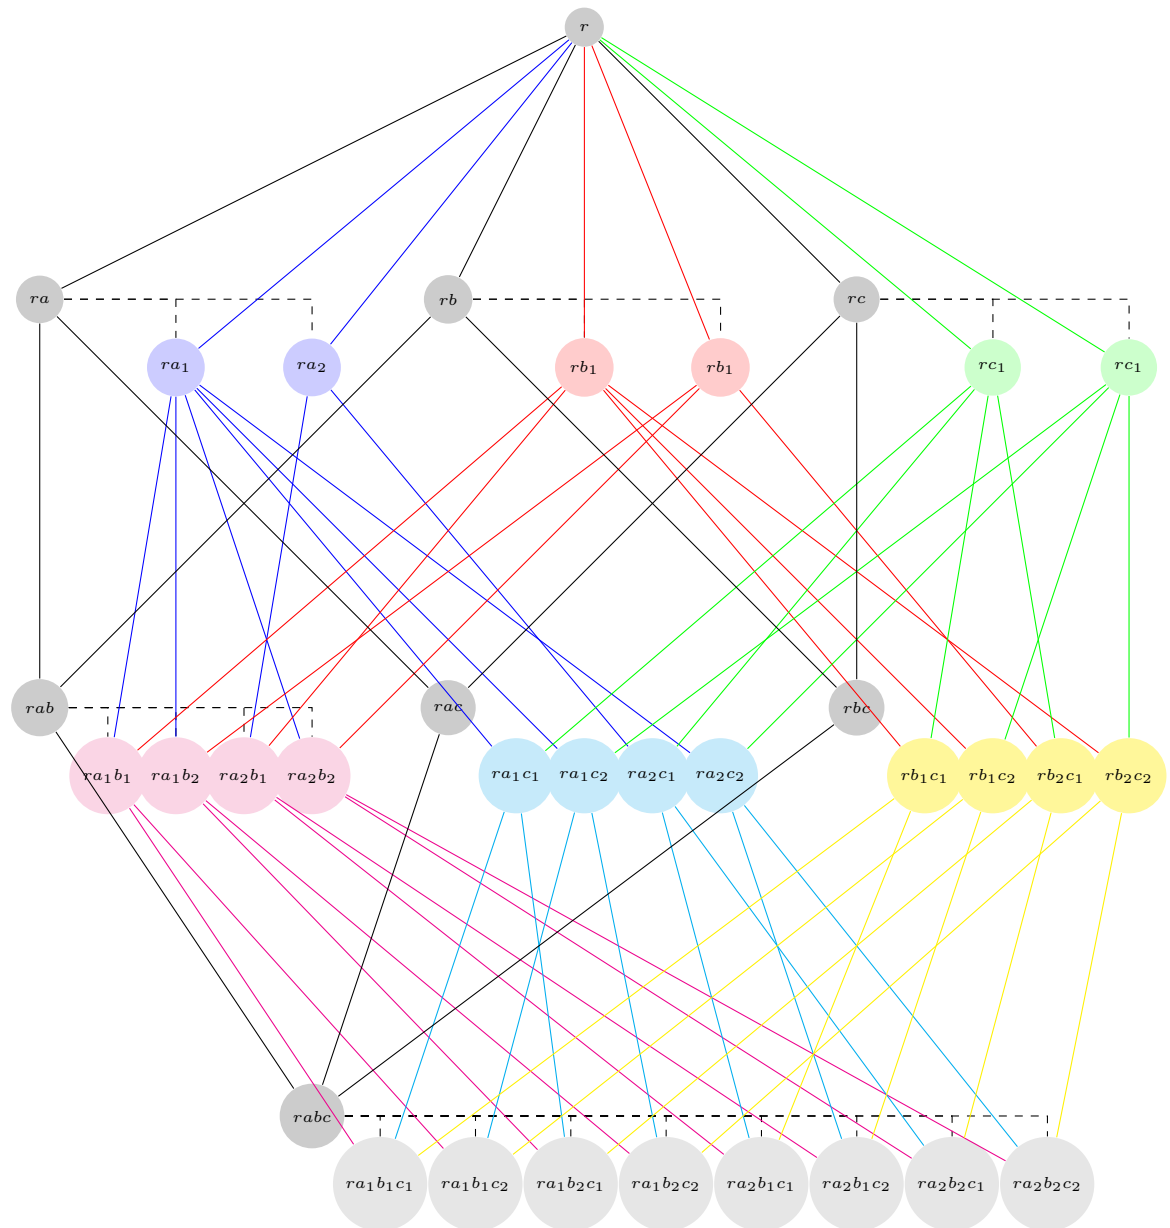 r
ra rb rc
ra₁ ra₂ rb₁ rb₁ rc₁ rc₁
rab rac rbc
ra₁b₁ ra₁b₂ ra₂b₁ ra₂b₂ ra₁c₁ ra₁c₂ ra₂c₁ ra₂c₂ rb₁c₁ rb₁c₂ rb₂c₁ rb₂c₂
rabc
ra₁b₁c₁ ra₁b₁c₂ ra₁b₂c₁ ra₁b₂c₂ ra₂b₁c₁ ra₂b₁c₂ ra₂b₂c₁ ra₂b₂c₂